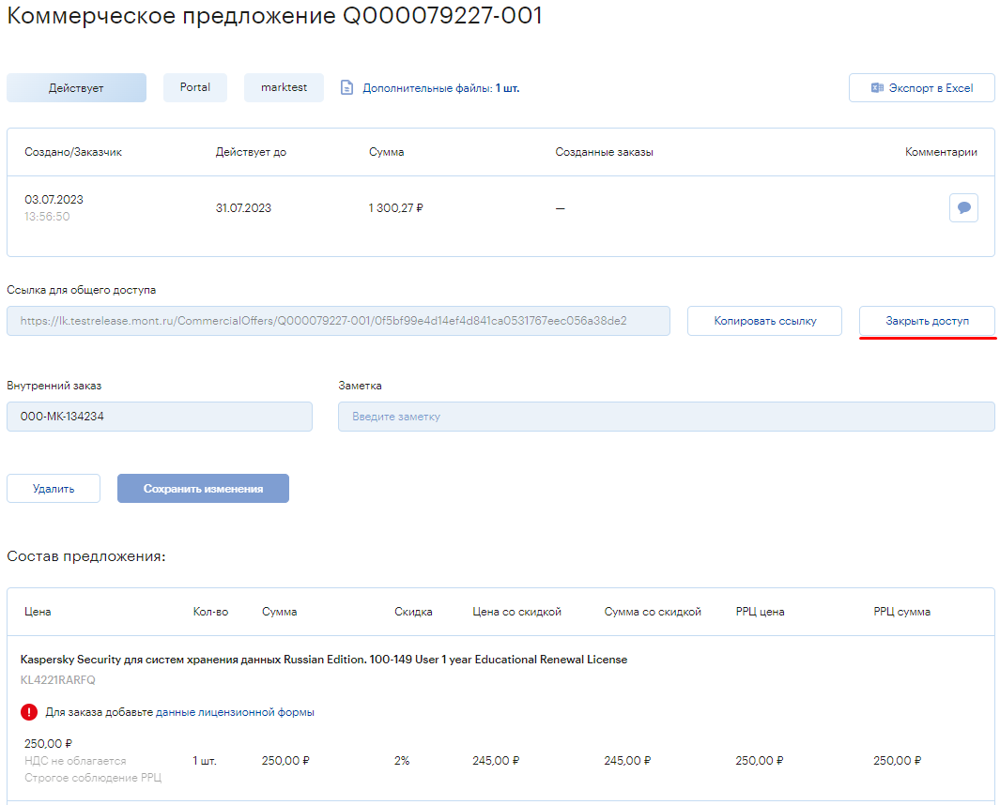 Коммерческое предложение Q000079227-001
Действует Portal marktest Дополнительные файлы: 1 шт. Экспорт в Excel
Создано/Заказчик Действует до Сумма Созданные заказы Комментарии
03.07.2023
13:56:50
31.07.2023 1 300,27 ₽ —
Ссылка для общего доступа
https://lk.testrelease.mont.ru/CommercialOffers/Q000079227-001/0f5bf99e4d14ef4d841ca0531767eec056a38de2 Копировать ссылку Закрыть доступ
Внутренний заказ Заметка
000-МК-134234 Введите заметку
Удалить Сохранить изменения
Состав предложения:
Цена Кол-во Сумма Скидка Цена со скидкой Сумма со скидкой РРЦ цена РРЦ сумма
Kaspersky Security для систем хранения данных Russian Edition. 100-149 User 1 year Educational Renewal License
KL4221RARFQ
Для заказа добавьте данные лицензионной формы
250,00 ₽
НДС не облагается
Строгое соблюдение РРЦ
1 шт. 250,00 ₽ 2% 245,00 ₽ 245,00 ₽ 250,00 ₽ 250,00 ₽